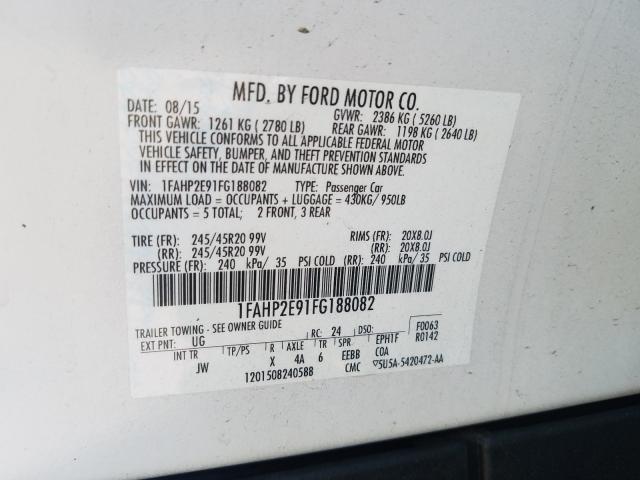 MFD. BY FORD MOTOR CO.
DATE: 08/15 GVWR: 2386 KG ( 5260 LB)
FRONT GAWR: 1261 KG ( 2780 LB) REAR GAWR: 1198 KG ( 2640 LB)
THIS VEHICLE CONFORMS TO ALL APPLICABLE FEDERAL MOTOR
VEHICLE SAFETY, BUMPER, AND THEFT PREVENTION STANDARDS
IN EFFECT ON THE DATE OF MANUFACTURE SHOWN ABOVE.
VIN: 1FAHP2E91FG188082 TYPE: Passenger Car
MAXIMUM LOAD = OCCUPANTS + LUGGAGE = 430KG/ 950LB
OCCUPANTS = 5 TOTAL; 2 FRONT, 3 REAR
TIRE (FR): 245/45R20 99V RIMS (FR): 20X8.0J
(RR): 245/45R20 99V (RR): 20X8.0J
PRESSURE (FR): 240 kPa/ 35 PSI COLD (RR): 240 kPa/ 35 PSI COLD
1FAHP2E91FG188082
TRAILER TOWING - SEE OWNER GUIDE
EXT PNT: UG RC: 24 DSO: F0063
INT TR TP/PS R AXLE TR SPR EPH1F R0142
JW X 4A 6 EEBB COA
1201508240588 CMC ▽5U5A-5420472-AA